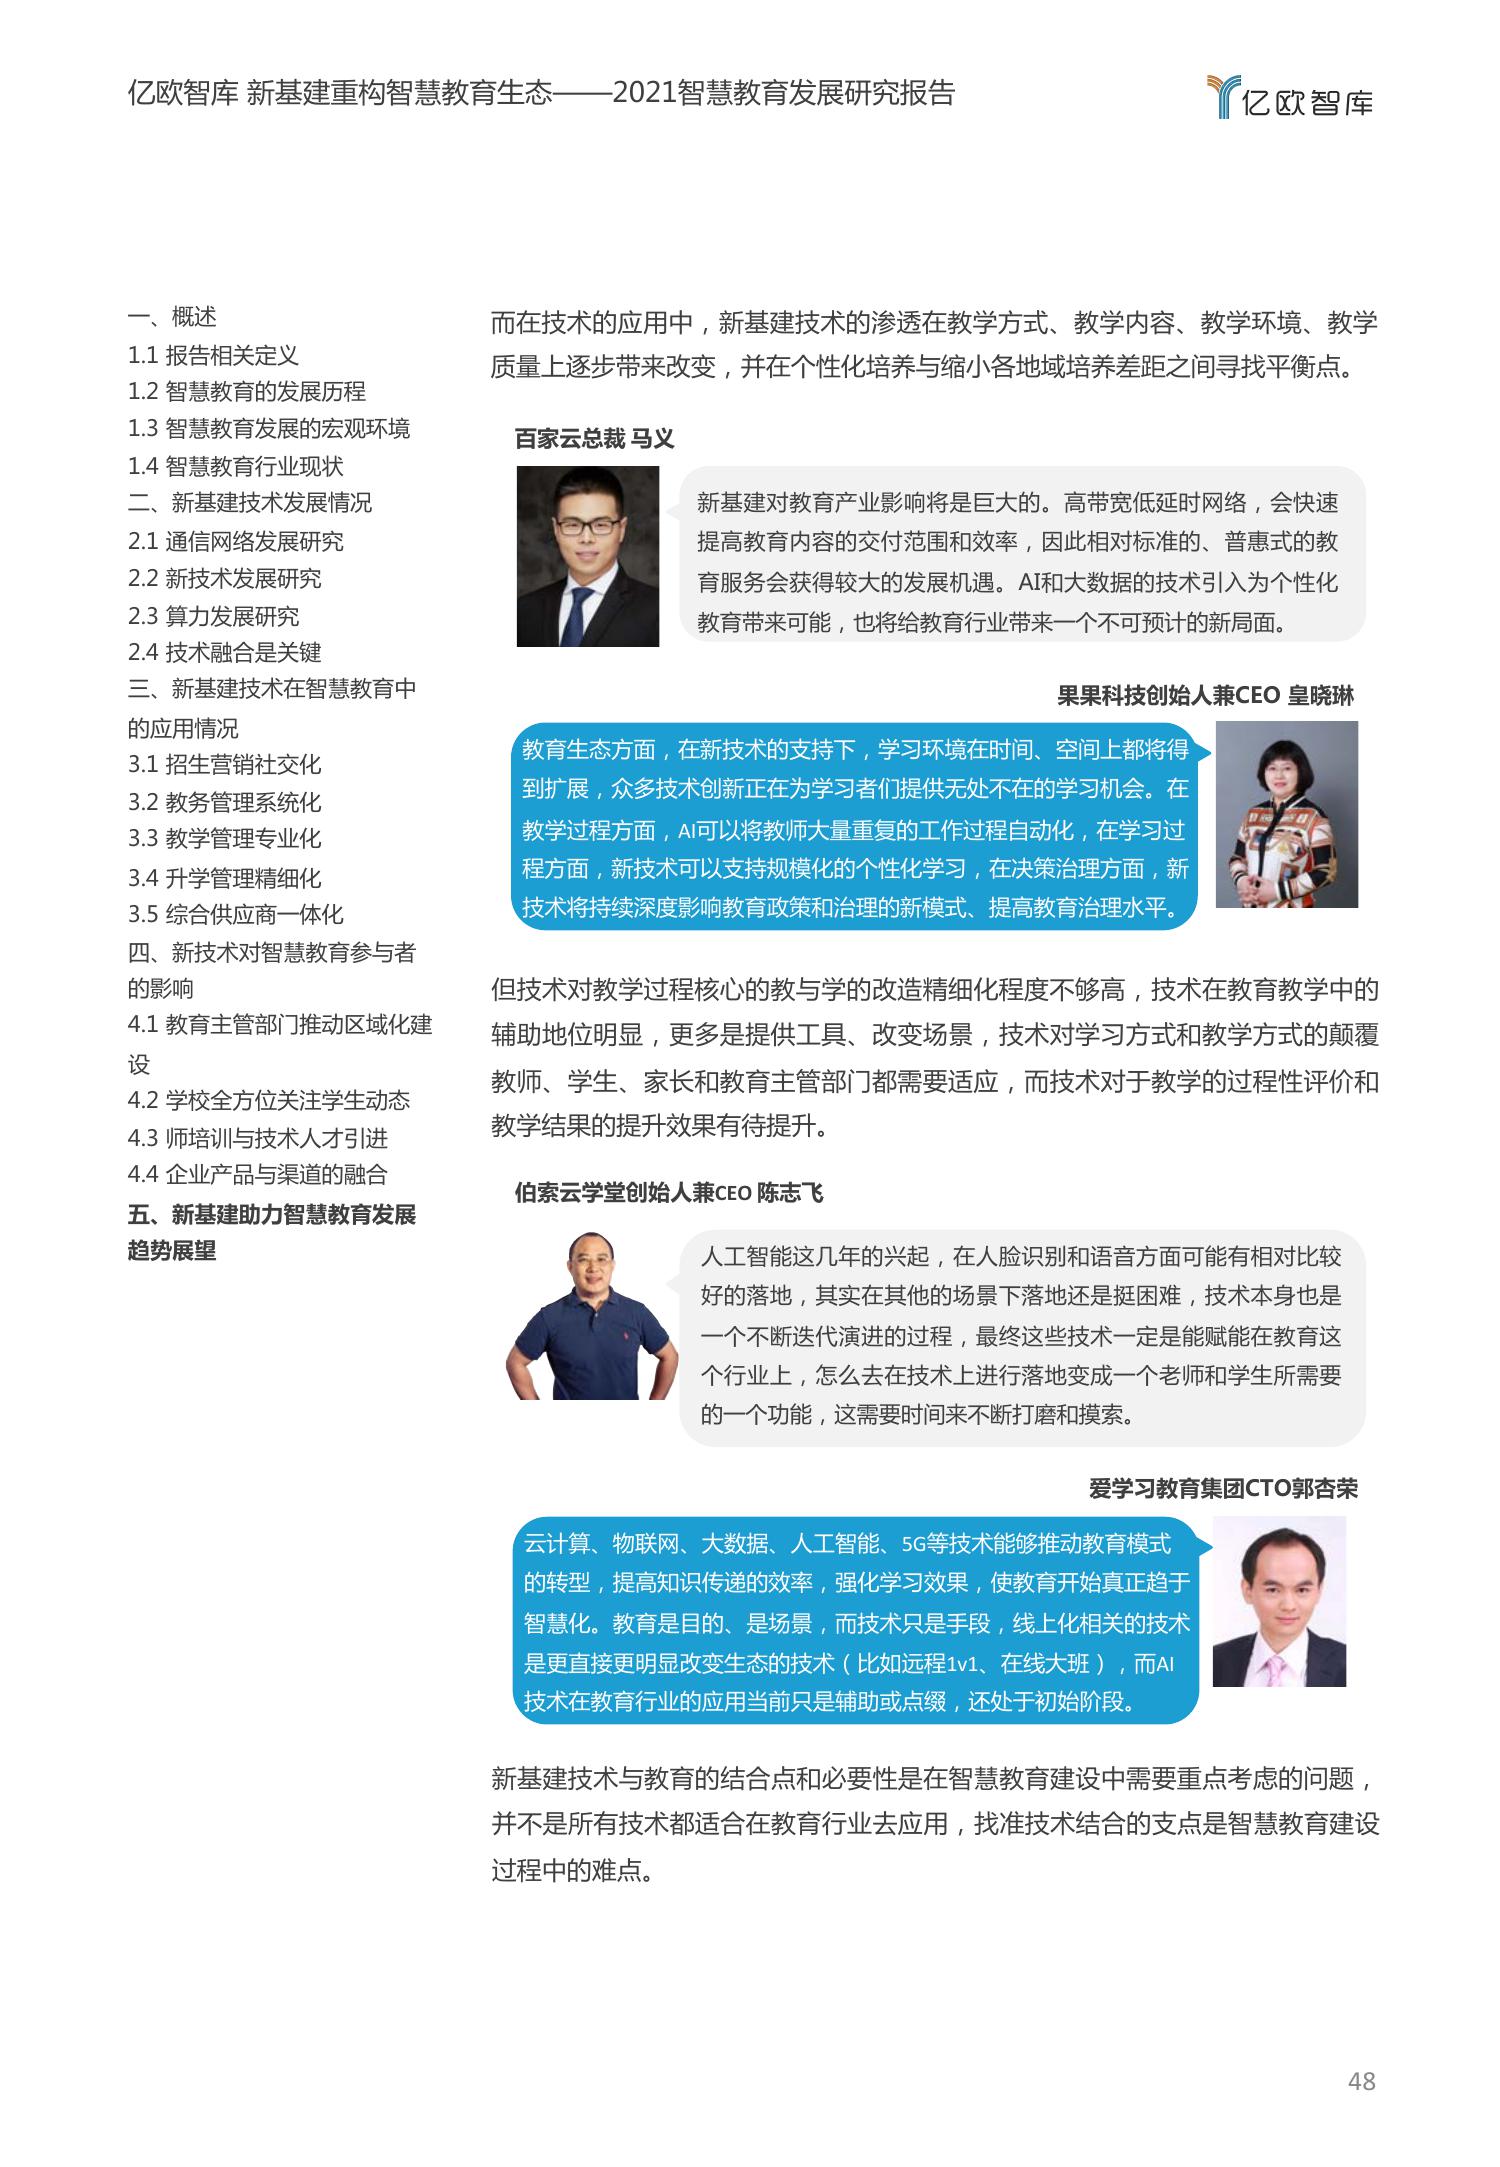 亿欧智库 新基建重构智慧教育生态——2021智慧教育发展研究报告
亿欧智库
一、概述
1.1 报告相关定义
1.2 智慧教育的发展历程
1.3 智慧教育发展的宏观环境
1.4 智慧教育行业现状
二、新基建技术发展情况
2.1 通信网络发展研究
2.2 新技术发展研究
2.3 算力发展研究
2.4 技术融合是关键
三、新基建技术在智慧教育中
的应用情况
3.1 招生营销社交化
3.2 教务管理系统化
3.3 教学管理专业化
3.4 升学管理精细化
3.5 综合供应商一体化
四、新技术对智慧教育参与者
的影响
4.1 教育主管部门推动区域化建
设
4.2 学校全方位关注学生动态
4.3 师培训与技术人才引进
4.4 企业产品与渠道的融合
五、新基建助力智慧教育发展
趋势展望
而在技术的应用中，新基建技术的渗透在教学方式、教学内容、教学环境、教学
质量上逐步带来改变，并在个性化培养与缩小各地域培养差距之间寻找平衡点。
百家云总裁 马义
新基建对教育产业影响将是巨大的。高带宽低延时网络，会快速
提高教育内容的交付范围和效率，因此相对标准的、普惠式的教
育服务会获得较大的发展机遇。AI和大数据的技术引入为个性化
教育带来可能，也将给教育行业带来一个不可预计的新局面。
果果科技创始人兼CEO 皇晓琳
教育生态方面，在新技术的支持下，学习环境在时间、空间上都将得
到扩展，众多技术创新正在为学习者们提供无处不在的学习机会。在
教学过程方面，AI可以将教师大量重复的工作过程自动化，在学习过
程方面，新技术可以支持规模化的个性化学习，在决策治理方面，新
技术将持续深度影响教育政策和治理的新模式、提高教育治理水平。
但技术对教学过程核心的教与学的改造精细化程度不够高，技术在教育教学中的
辅助地位明显，更多是提供工具、改变场景，技术对学习方式和教学方式的颠覆
教师、学生、家长和教育主管部门都需要适应，而技术对于教学的过程性评价和
教学结果的提升效果有待提升。
伯索云学堂创始人兼CEO 陈志飞
人工智能这几年的兴起，在人脸识别和语音方面可能有相对比较
好的落地，其实在其他的场景下落地还是挺困难，技术本身也是
一个不断迭代演进的过程，最终这些技术一定是能赋能在教育这
个行业上，怎么去在技术上进行落地变成一个老师和学生所需要
的一个功能，这需要时间来不断打磨和摸索。
爱学习教育集团CTO郭杏荣
云计算、物联网、大数据、人工智能、5G等技术能够推动教育模式
的转型，提高知识传递的效率，强化学习效果，使教育开始真正趋于
智慧化。教育是目的、是场景，而技术只是手段，线上化相关的技术
是更直接更明显改变生态的技术（比如远程1v1、在线大班），而AI
技术在教育行业的应用当前只是辅助或点缀，还处于初始阶段。
新基建技术与教育的结合点和必要性是在智慧教育建设中需要重点考虑的问题，
并不是所有技术都适合在教育行业去应用，找准技术结合的支点是智慧教育建设
过程中的难点。
48